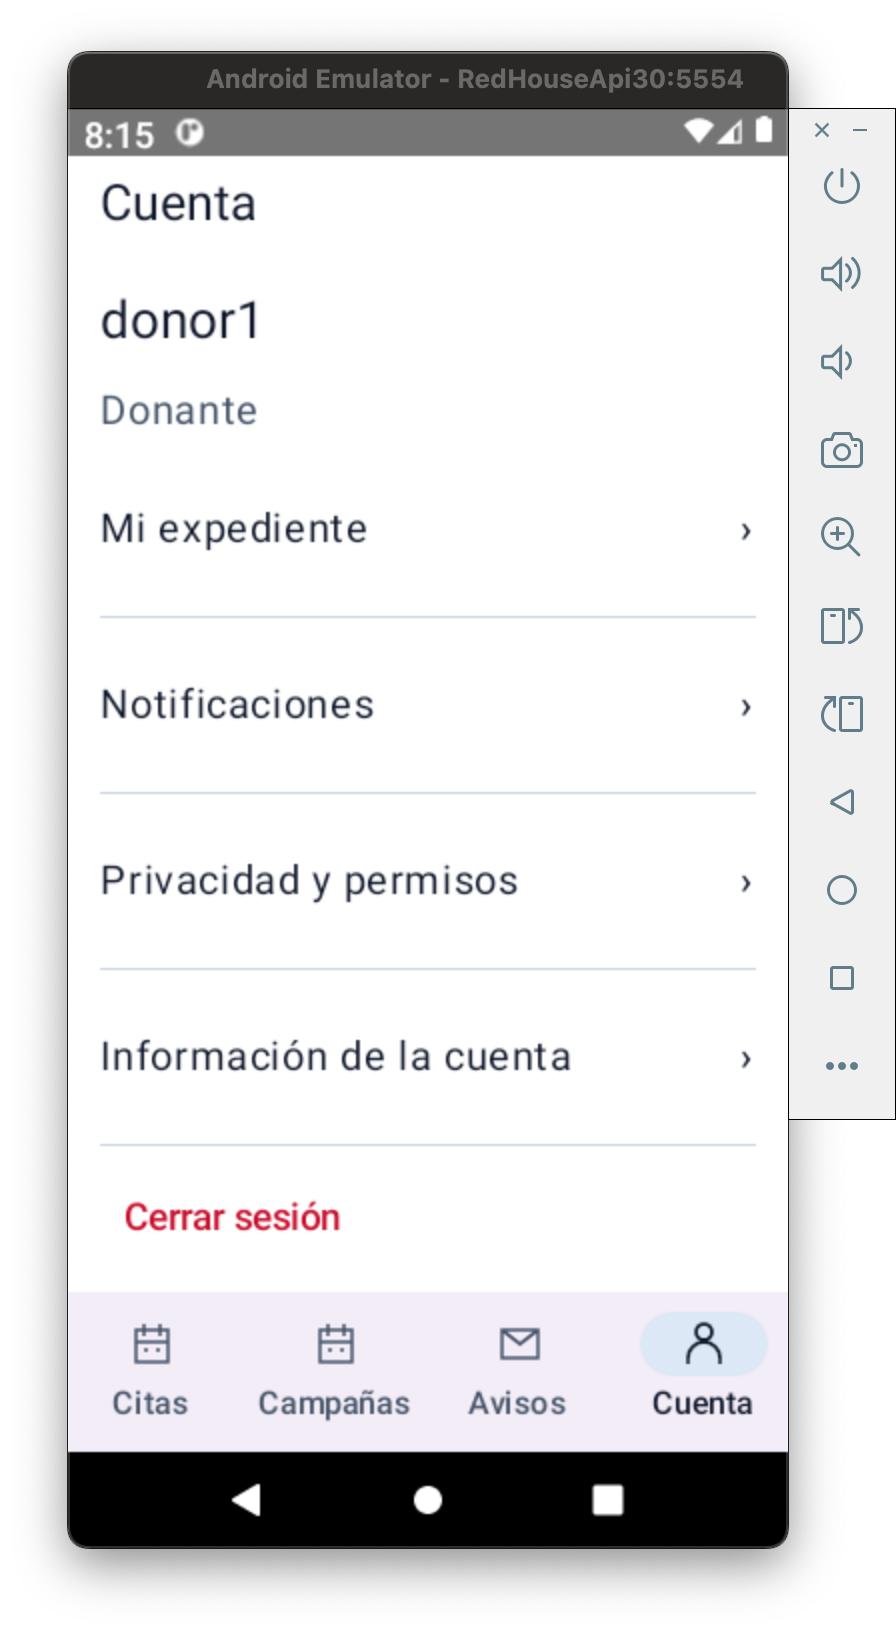 Android Emulator - RedHouseApi30:5554
8:15
Cuenta
donor1
Donante
Mi expediente
Notificaciones
Privacidad y permisos
Información de la cuenta
Cerrar sesión
Citas Campañas Avisos Cuenta